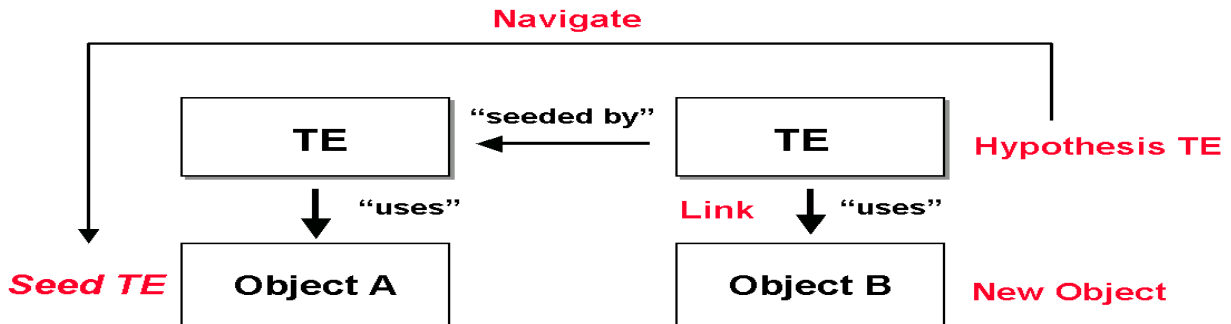 Navigate
TE
“seeded by”
TE
Hypothesis TE
“uses”
Link
“uses”
Seed TE
Object A
Object B
New Object